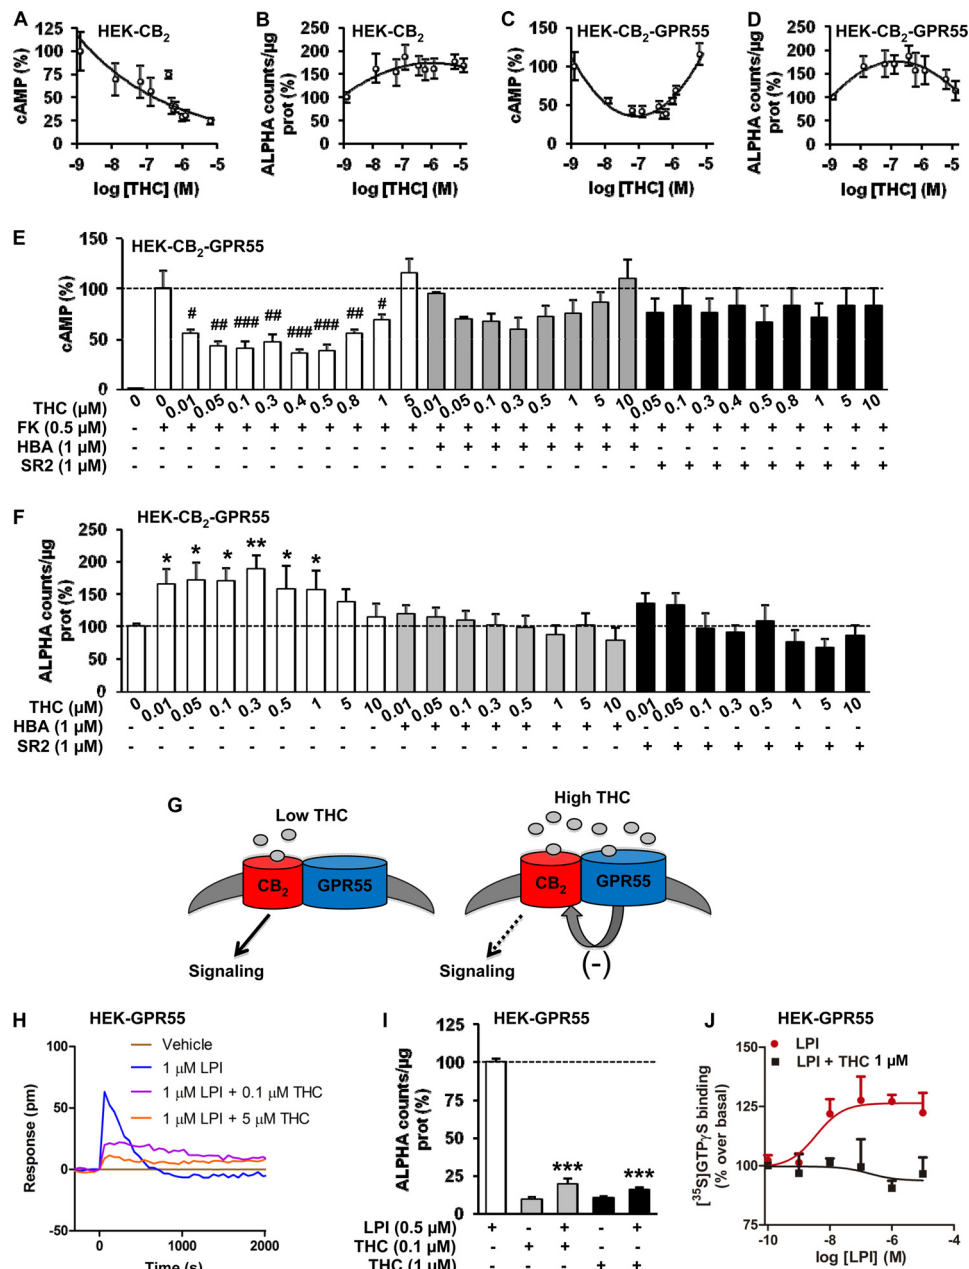 A
HEK-CB2
cAMP (%)
125
100
75
50
25
0
-9 -8 -7 -6 -5
log [THC] (M)
B
HEK-CB2
ALPHA counts/µg
prot (%)
250
200
150
100
50
0
-9 -8 -7 -6 -5
log [THC] (M)
C
HEK-CB2-GPR55
cAMP (%)
150
100
50
0
-9 -8 -7 -6 -5
log [THC] (M)
D
HEK-CB2-GPR55
ALPHA counts/µg
prot (%)
250
200
150
100
50
0
-9 -8 -7 -6 -5
log [THC] (M)
E
HEK-CB2-GPR55
cAMP (%)
150
100
50
0
# ## ### ## ### ### ## #
THC (µM) 0 0 0.01 0.05 0.1 0.3 0.4 0.5 0.8 1 5 0.01 0.05 0.1 0.3 0.5 1 5 10 0.05 0.1 0.3 0.4 0.5 0.8 1 5 10
FK (0.5 µM) - + + + + + + + + + + + + + + + + + + + + + + + + + + +
HBA (1 µM) - - - - - - - - - - - + + + + + + + + - - - - - - - - -
SR2 (1 µM) - - - - - - - - - - - - - - - - - - - + + + + + + + + +
F
HEK-CB2-GPR55
ALPHA counts/µg
prot (%)
250
200
150
100
50
0
* * * ** * *
THC (µM) 0 0.01 0.05 0.1 0.3 0.5 1 5 10 0.01 0.05 0.1 0.3 0.5 1 5 10 0.01 0.05 0.1 0.3 0.5 1 5 10
HBA (1 µM) - - - - - - - - - + + + + + + + + - - - - - - - -
SR2 (1 µM) - - - - - - - - - - - - - - - - - + + + + + + + +
G
Low THC
CB2 GPR55
Signaling
High THC
CB2 GPR55
Signaling
(-)
H
HEK-GPR55
Vehicle
1 µM LPI
1 µM LPI + 0.1 µM THC
1 µM LPI + 5 µM THC
Response (pm)
100
50
0
-50
0 1000 2000
Time (s)
I
HEK-GPR55
ALPHA counts/µg
prot (%)
125
100
75
50
25
0
*** ***
LPI (0.5 µM) + - + - +
THC (0.1 µM) - + + - -
THC (1 µM) - - - + +
J
HEK-GPR55
LPI
LPI + THC 1 µM
[35S]GTPγS binding
(% over basal)
150
125
100
75
-10 -8 -6 -4
log [LPI] (M)